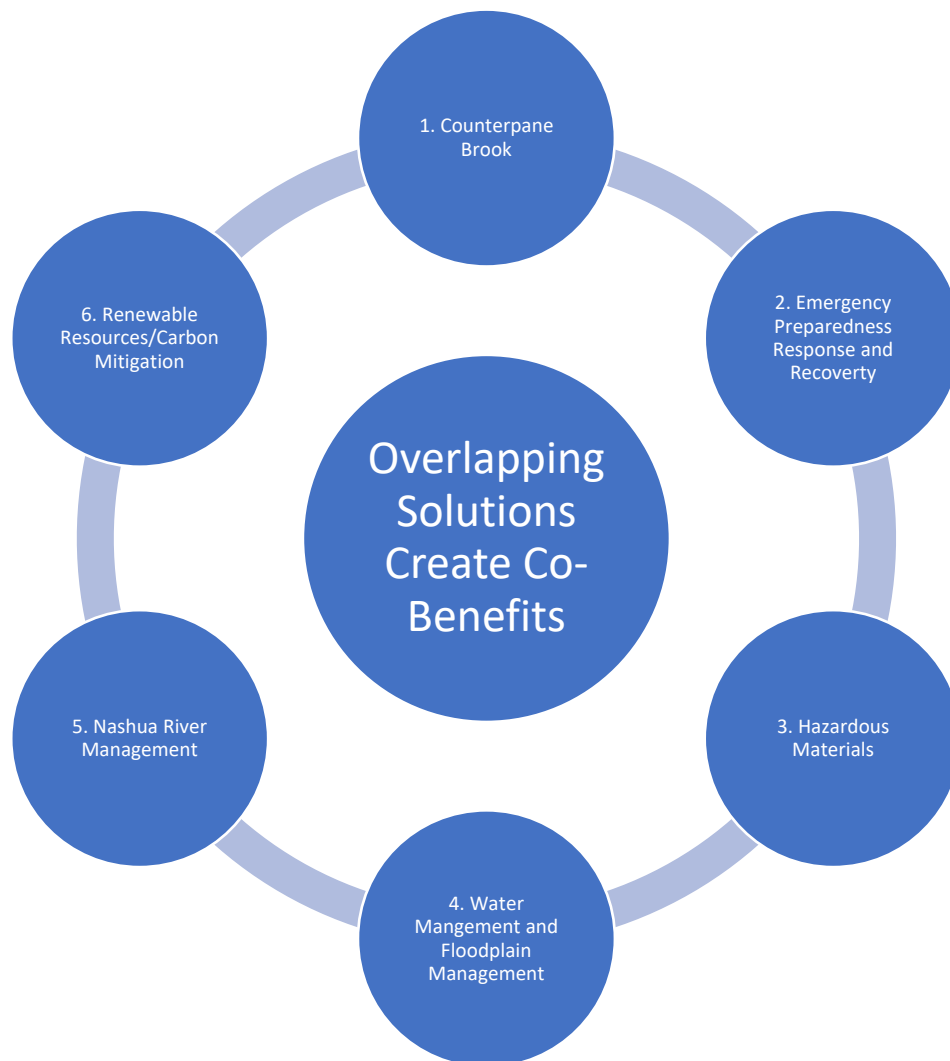 1. Counterpane
Brook
2. Emergency
Preparedness
Response and
Recoverty
3. Hazardous
Materials
4. Water
Mangement and
Floodplain
Management
5. Nashua River
Management
6. Renewable
Resources/Carbon
Mitigation
Overlapping
Solutions
Create Co-
Benefits